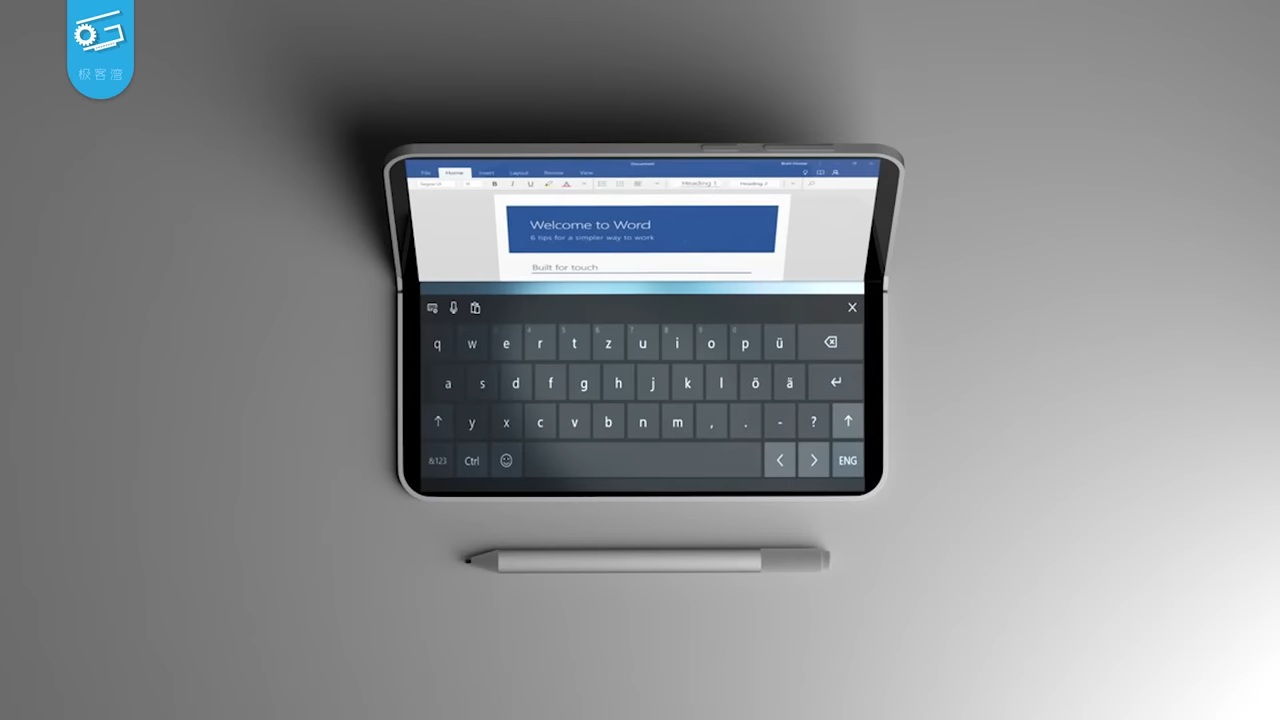 极客湾
Document
File Home Insert Layout Review View
B I U Heading 1 Heading 2
Welcome to Word
6 tips for a simpler way to work
Built for touch
q w e r t z u i o p ü
a s d f g h j k l ö ä
y x c v b n m , . - ?
&123 Ctrl < > ENG